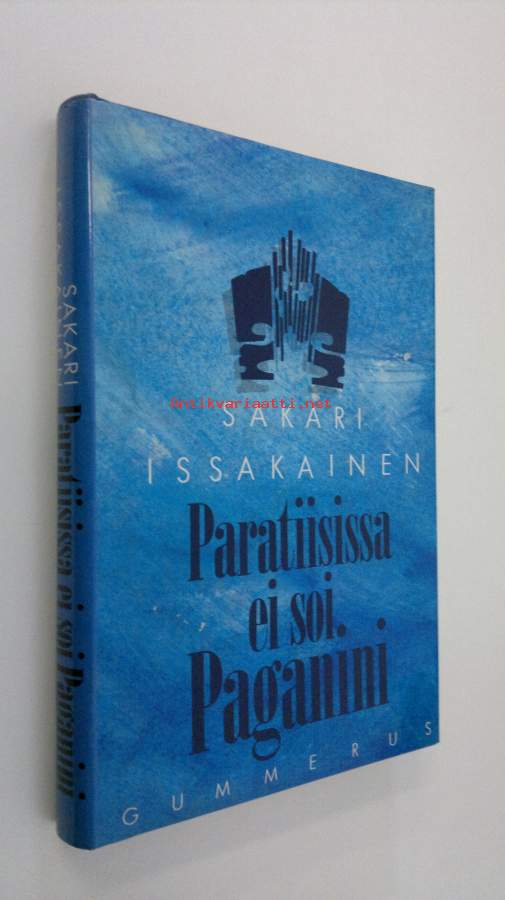 SAKARI
ISSAKAINEN
Paratiisissa
ei soi
Paganini
GUMMERUS
SAKARI
ISSAKAINEN
Paratiisissa ei soi Paganini
antikvariaatti.net